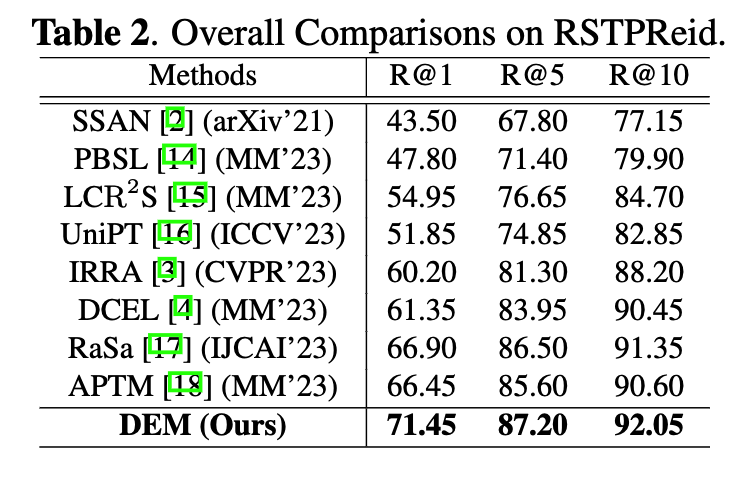 Table 2. Overall Comparisons on RSTPReid.
Methods R@1 R@5 R@10
SSAN [2] (arXiv’21) 43.50 67.80 77.15
PBSL [14] (MM’23) 47.80 71.40 79.90
LCR²S [15] (MM’23) 54.95 76.65 84.70
UniPT [16] (ICCV’23) 51.85 74.85 82.85
IRRA [3] (CVPR’23) 60.20 81.30 88.20
DCEL [4] (MM’23) 61.35 83.95 90.45
RaSa [17] (IJCAI’23) 66.90 86.50 91.35
APTM [18] (MM’23) 66.45 85.60 90.60
DEM (Ours) 71.45 87.20 92.05